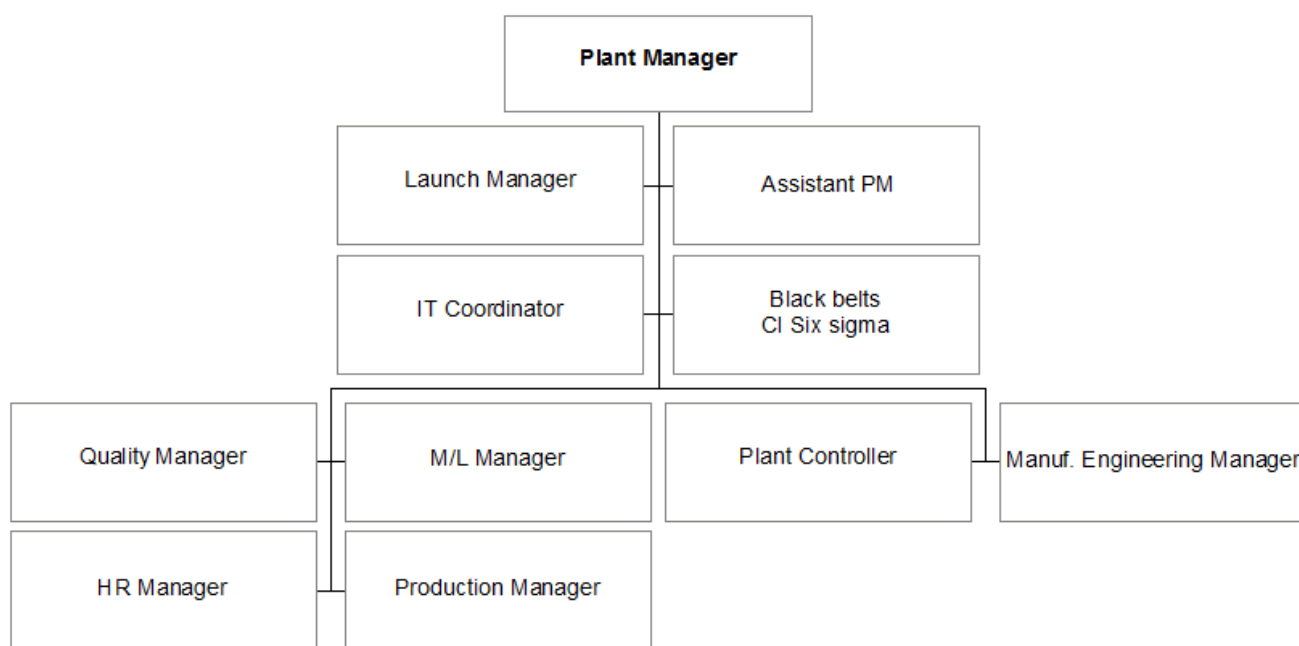 Plant Manager
Launch Manager
Assistant PM
IT Coordinator
Black belts
CI Six sigma
Quality Manager
M/L Manager
Plant Controller
Manuf. Engineering Manager
HR Manager
Production Manager